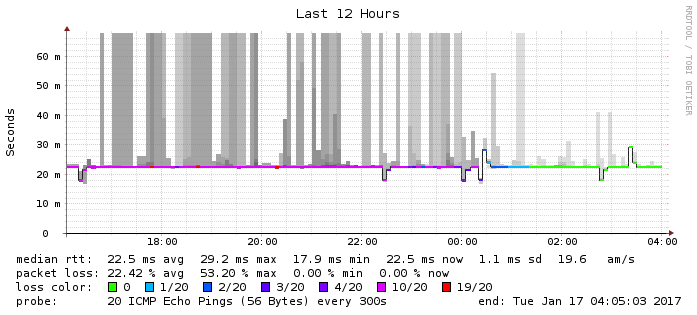 Last 12 Hours
RRDTOOL / TOBI OETIKER
Seconds
60 m
50 m
40 m
30 m
20 m
10 m
0
18:00 20:00 22:00 00:00 02:00 04:00
median rtt: 22.5 ms avg 29.2 ms max 17.9 ms min 22.5 ms now 1.1 ms sd 19.6 am/s
packet loss: 22.42 % avg 53.20 % max 0.00 % min 0.00 % now
loss color: 0 1/20 2/20 3/20 4/20 10/20 19/20
probe: 20 ICMP Echo Pings (56 Bytes) every 300s end: Tue Jan 17 04:05:03 2017